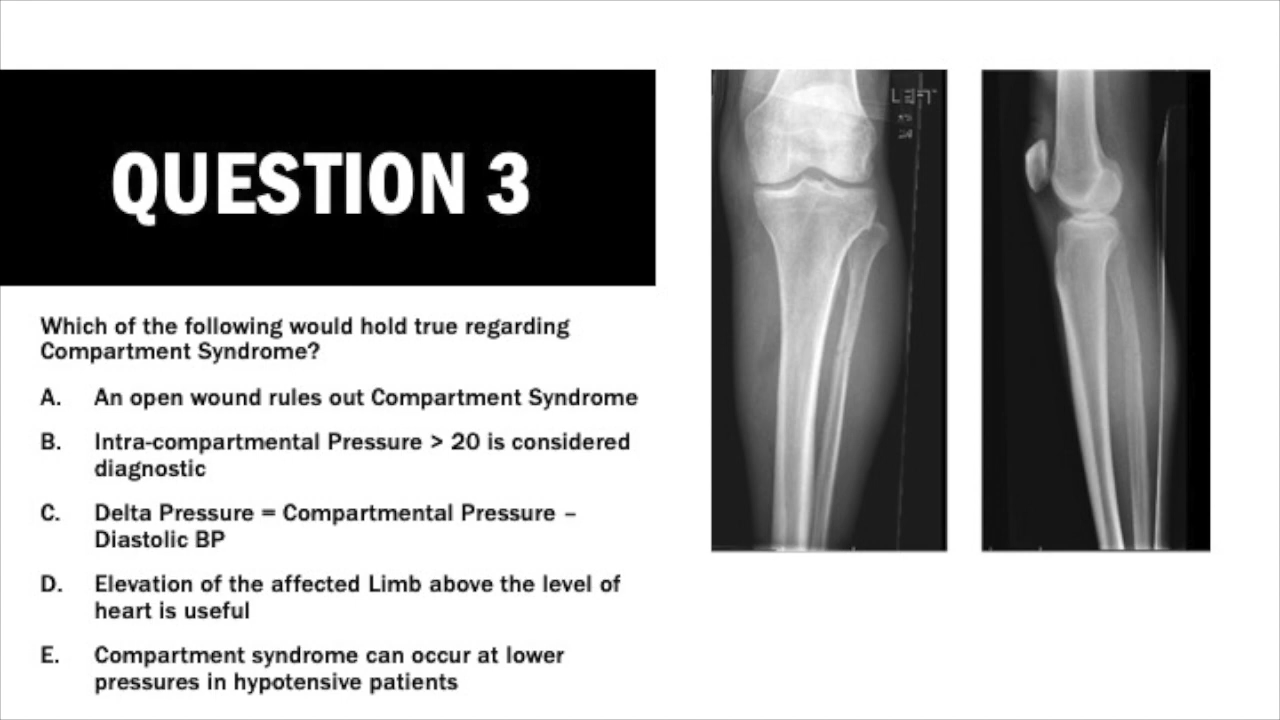 QUESTION 3
Which of the following would hold true regarding
Compartment Syndrome?
A. An open wound rules out Compartment Syndrome
B. Intra-compartmental Pressure > 20 is considered
diagnostic
C. Delta Pressure = Compartmental Pressure –
Diastolic BP
D. Elevation of the affected Limb above the level of
heart is useful
E. Compartment syndrome can occur at lower
pressures in hypotensive patients
LEFT